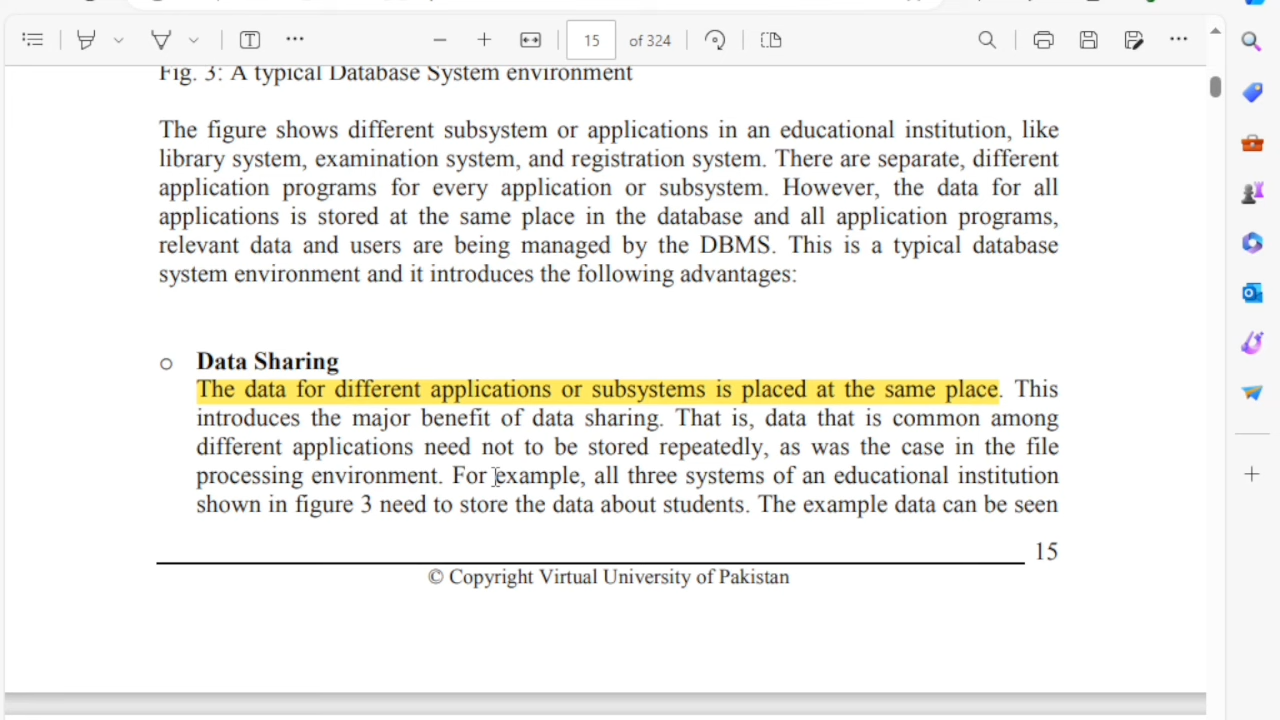 15 of 324
Fig. 3: A typical Database System environment
The figure shows different subsystem or applications in an educational institution, like
library system, examination system, and registration system. There are separate, different
application programs for every application or subsystem. However, the data for all
applications is stored at the same place in the database and all application programs,
relevant data and users are being managed by the DBMS. This is a typical database
system environment and it introduces the following advantages:
o Data Sharing
The data for different applications or subsystems is placed at the same place. This
introduces the major benefit of data sharing. That is, data that is common among
different applications need not to be stored repeatedly, as was the case in the file
processing environment. For example, all three systems of an educational institution
shown in figure 3 need to store the data about students. The example data can be seen
15
© Copyright Virtual University of Pakistan